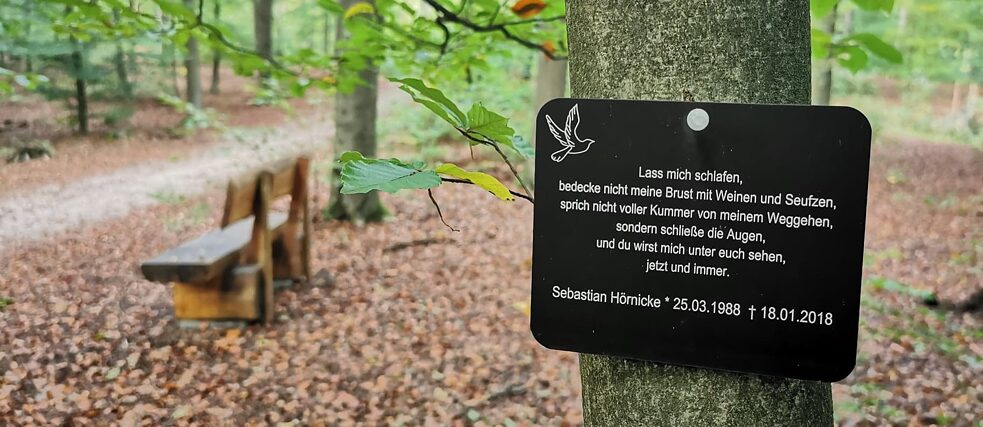 Lass mich schlafen,
bedecke nicht meine Brust mit Weinen und Seufzen,
sprich nicht voller Kummer von meinem Weggehen,
sondern schließe die Augen,
und du wirst mich unter euch sehen,
jetzt und immer.
Sebastian Hörnicke * 25.03.1988 † 18.01.2018